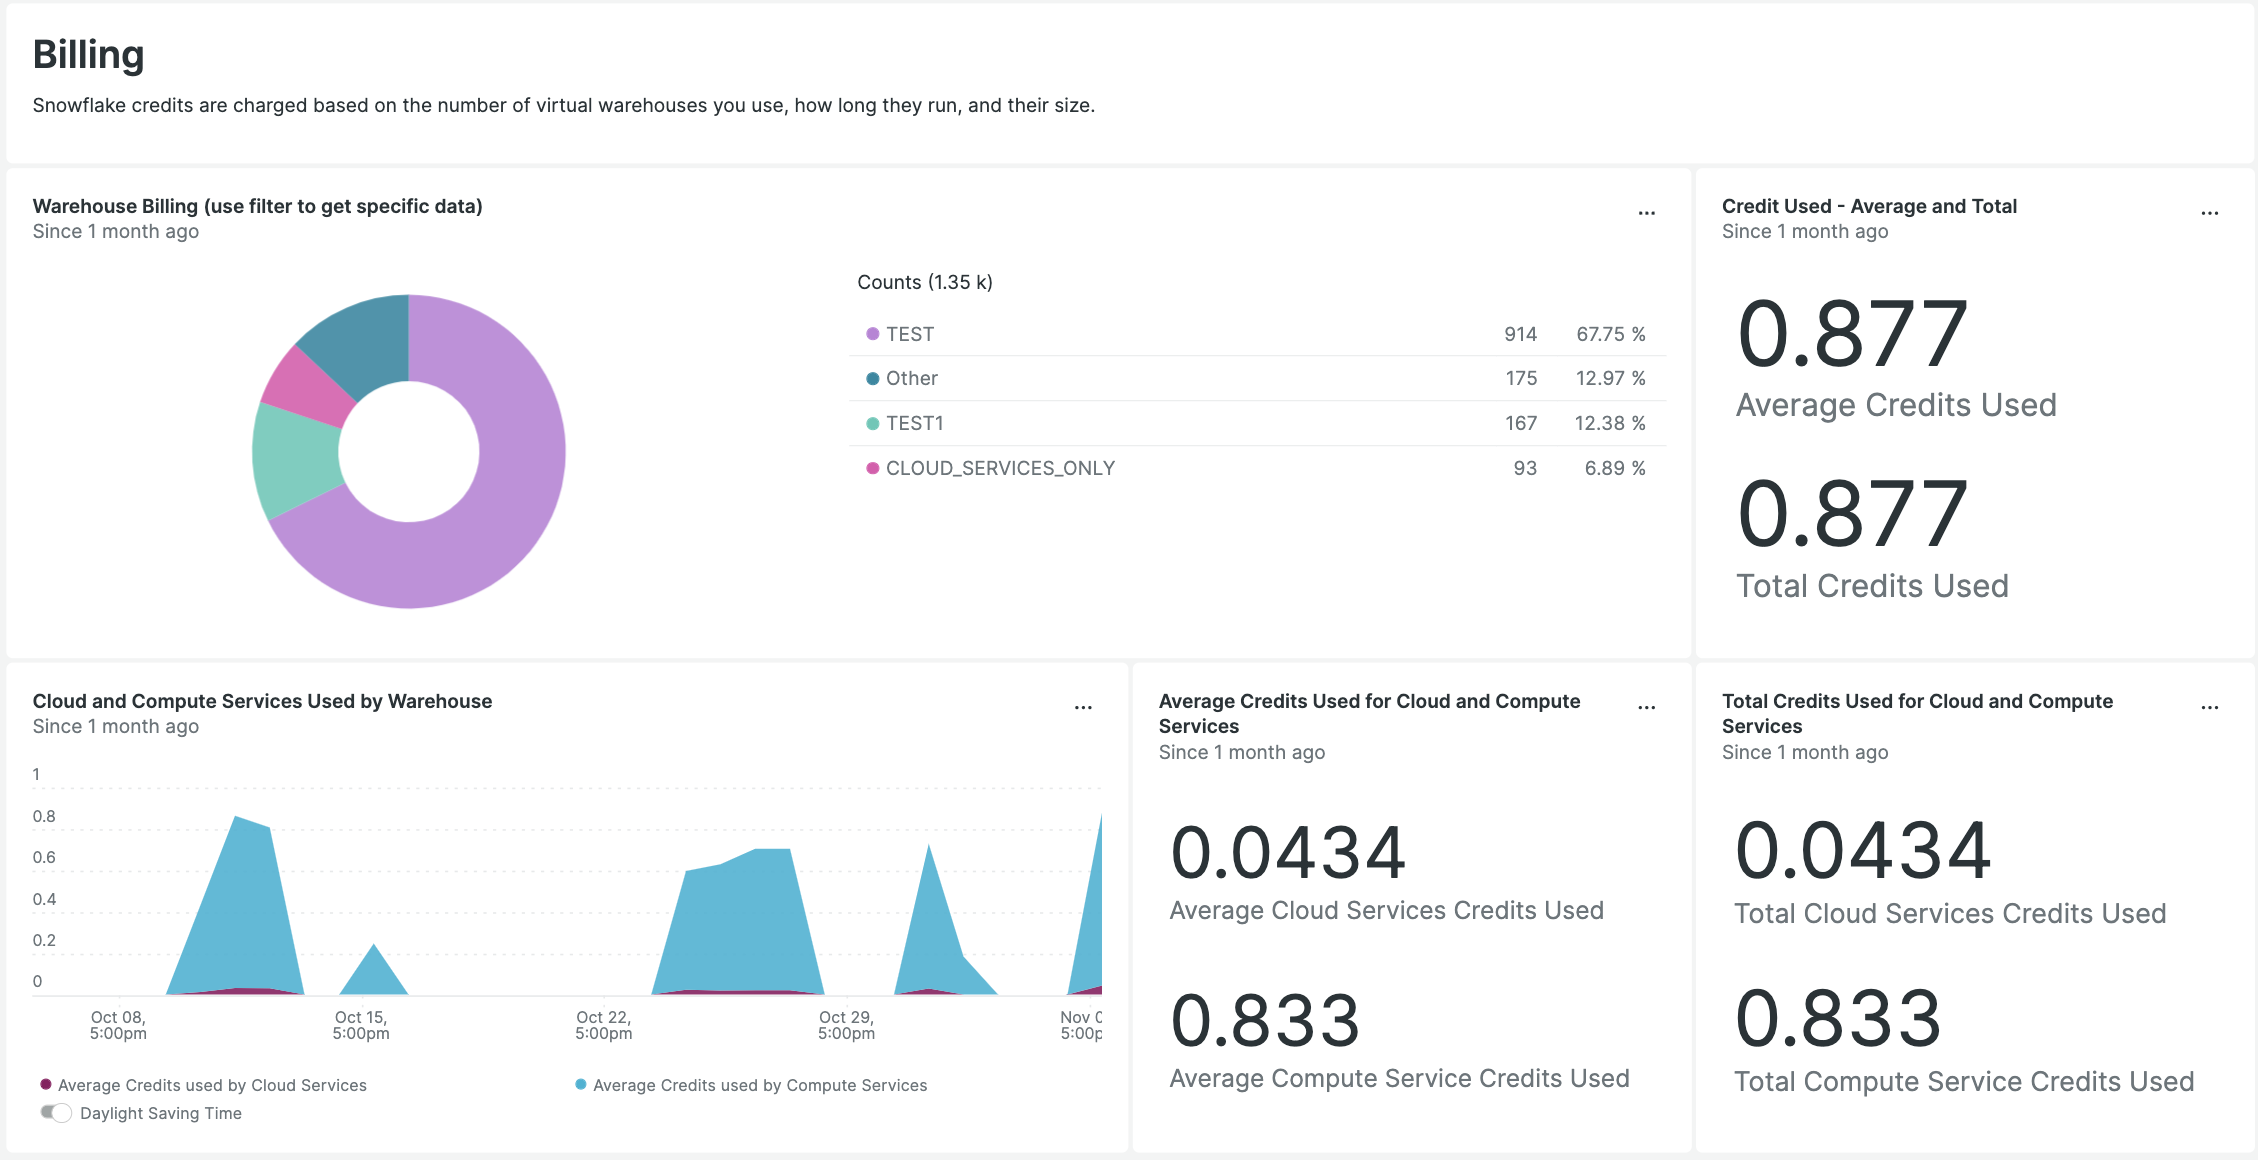 Billing
Snowflake credits are charged based on the number of virtual warehouses you use, how long they run, and their size.
Warehouse Billing (use filter to get specific data)
Since 1 month ago
Counts (1.35 k)
TEST 914 67.75 %
Other 175 12.97 %
TEST1 167 12.38 %
CLOUD_SERVICES_ONLY 93 6.89 %
Credit Used - Average and Total
Since 1 month ago
0.877
Average Credits Used
0.877
Total Credits Used
Cloud and Compute Services Used by Warehouse
Since 1 month ago
1
0.8
0.6
0.4
0.2
0
Oct 08, Oct 15, Oct 22, Oct 29, Nov 0
5:00pm 5:00pm 5:00pm 5:00pm 5:00p
Average Credits used by Cloud Services Average Credits used by Compute Services
Daylight Saving Time
Average Credits Used for Cloud and Compute
Services
Since 1 month ago
0.0434
Average Cloud Services Credits Used
0.833
Average Compute Service Credits Used
Total Credits Used for Cloud and Compute
Services
Since 1 month ago
0.0434
Total Cloud Services Credits Used
0.833
Total Compute Service Credits Used